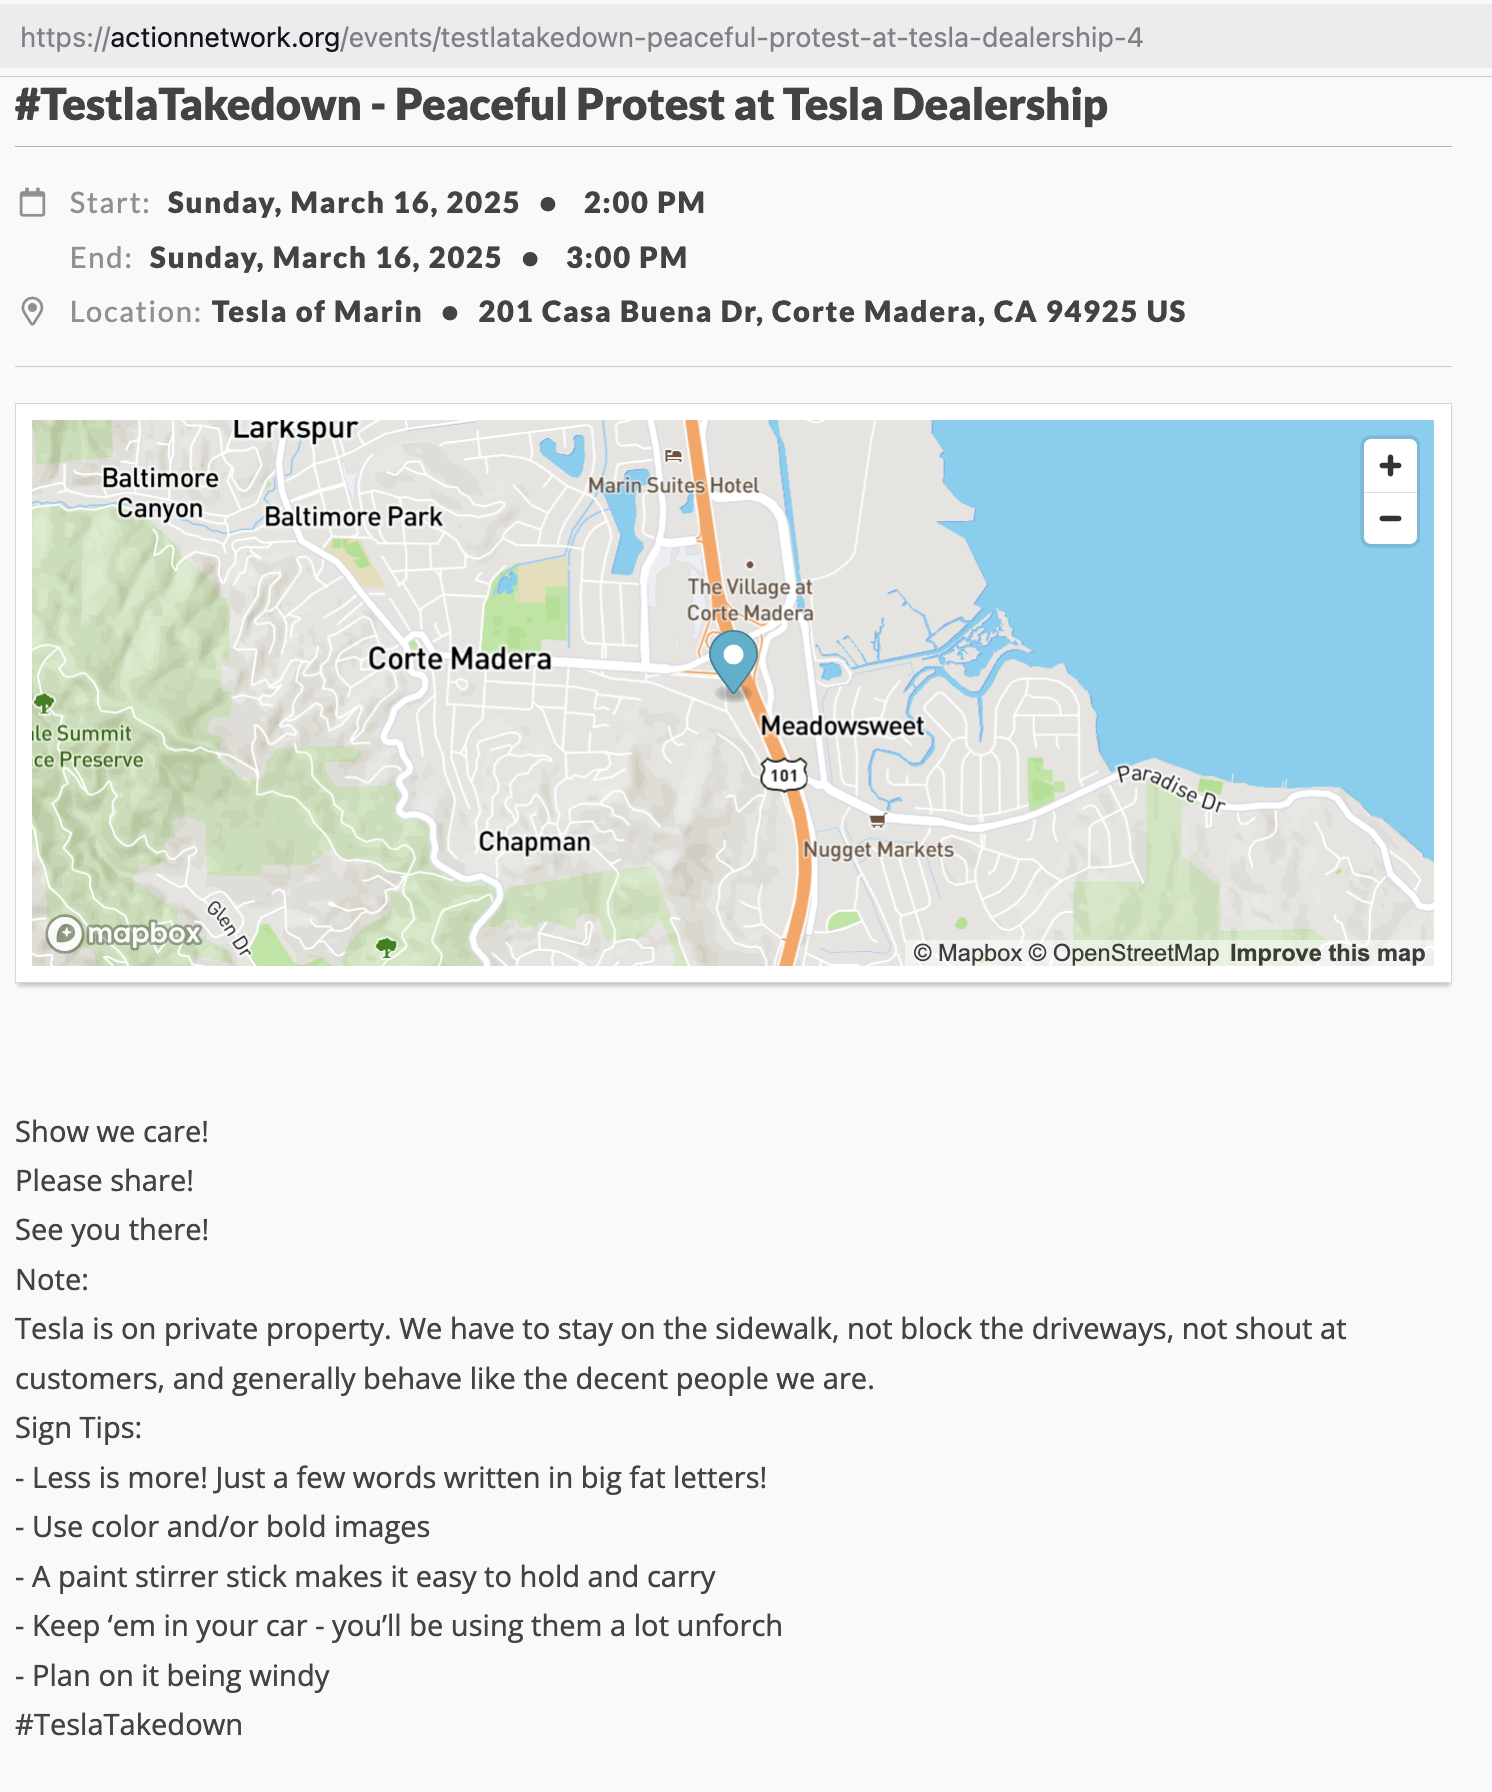 https://actionnetwork.org/events/testlatakedown-peaceful-protest-at-tesla-dealership-4
#TestlaTakedown - Peaceful Protest at Tesla Dealership
Start: Sunday, March 16, 2025 ● 2:00 PM
End: Sunday, March 16, 2025 ● 3:00 PM
Location: Tesla of Marin ● 201 Casa Buena Dr, Corte Madera, CA 94925 US
Larkspur
Baltimore
Canyon
Baltimore Park
Marin Suites Hotel
+
−
The Village at
Corte Madera
Corte Madera
Meadowsweet
le Summit
ce Preserve
101
Paradise Dr
Chapman
Nugget Markets
Glen Dr
mapbox
© Mapbox © OpenStreetMap Improve this map
Show we care!
Please share!
See you there!
Note:
Tesla is on private property. We have to stay on the sidewalk, not block the driveways, not shout at
customers, and generally behave like the decent people we are.
Sign Tips:
- Less is more! Just a few words written in big fat letters!
- Use color and/or bold images
- A paint stirrer stick makes it easy to hold and carry
- Keep ‘em in your car - you’ll be using them a lot unforch
- Plan on it being windy
#TeslaTakedown